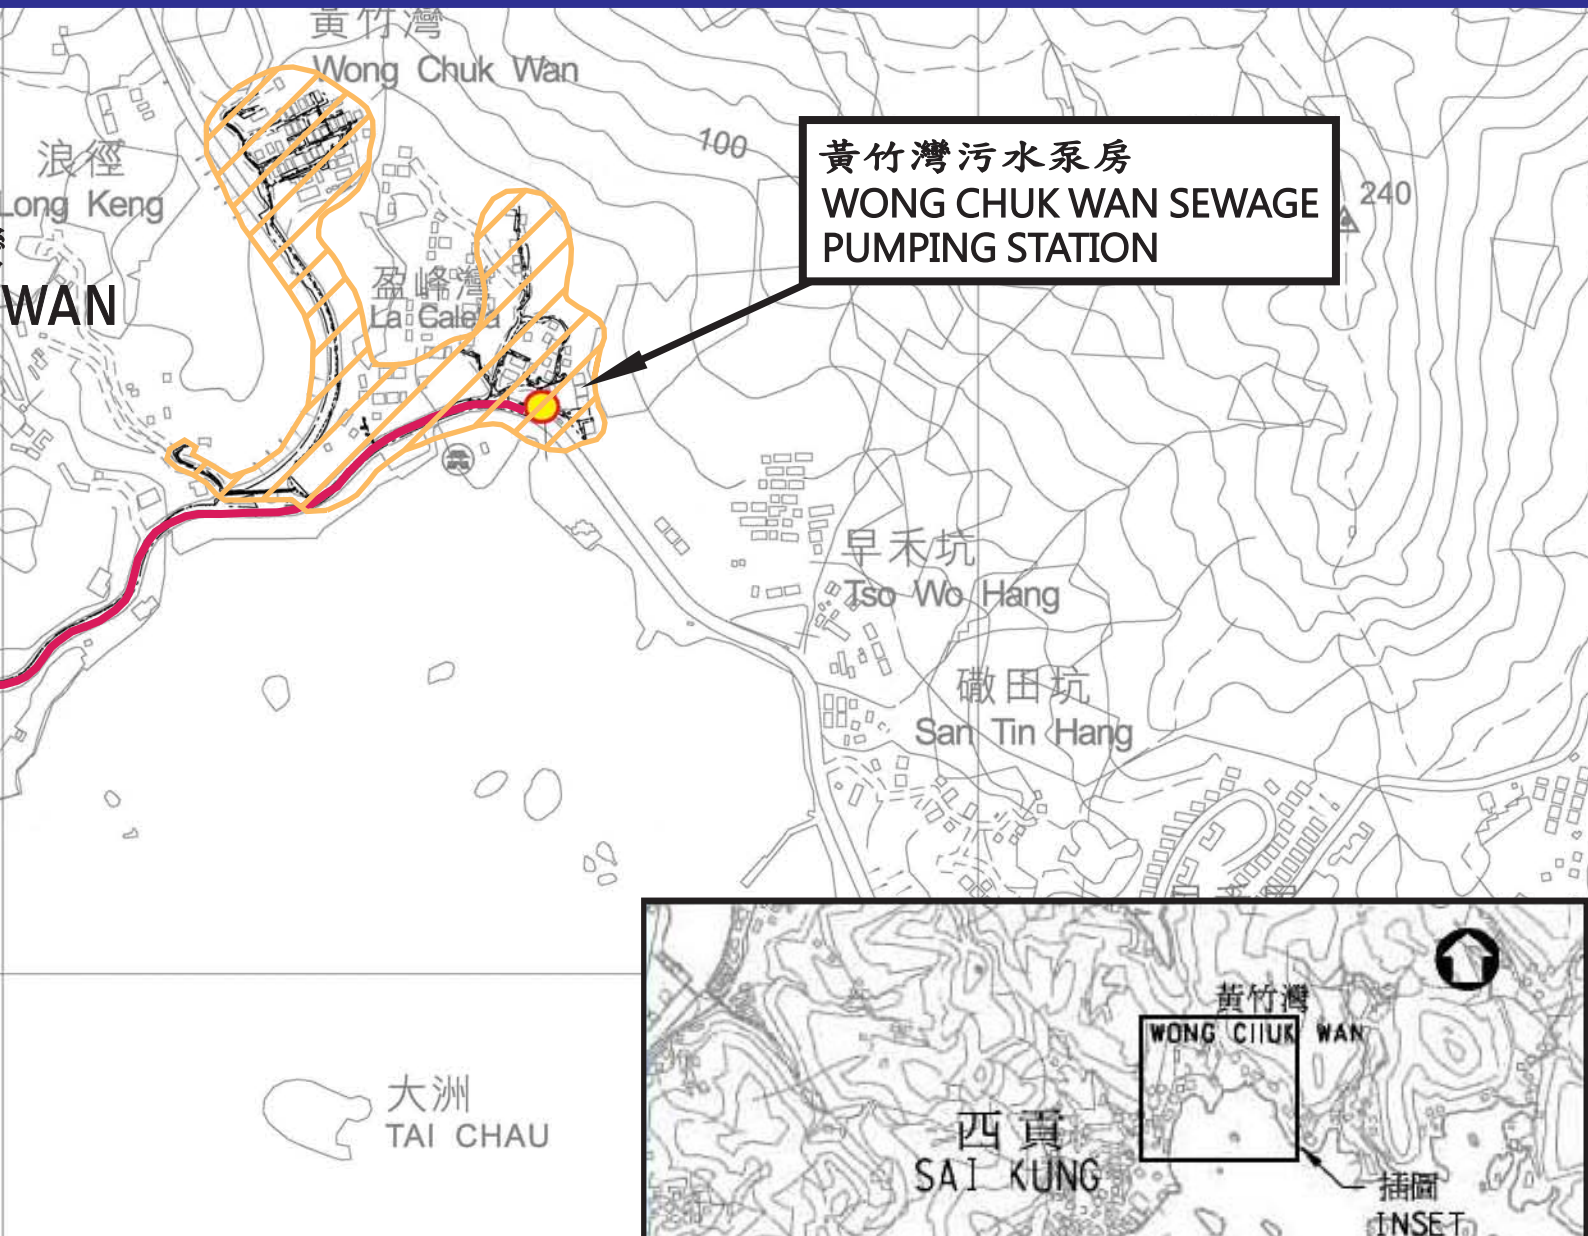 黃竹灣
Wong Chuk Wan
浪徑
Long Keng
100
黃竹灣污水泵房
WONG CHUK WAN SEWAGE
PUMPING STATION
240
盈峰灣
La Caleta
WAN
早禾坑
Tso Wo Hang
磡田坑
San Tin Hang
黃竹灣
WONG CHUK WAN
大洲
TAI CHAU
西貢
SAI KUNG
插圖
INSET